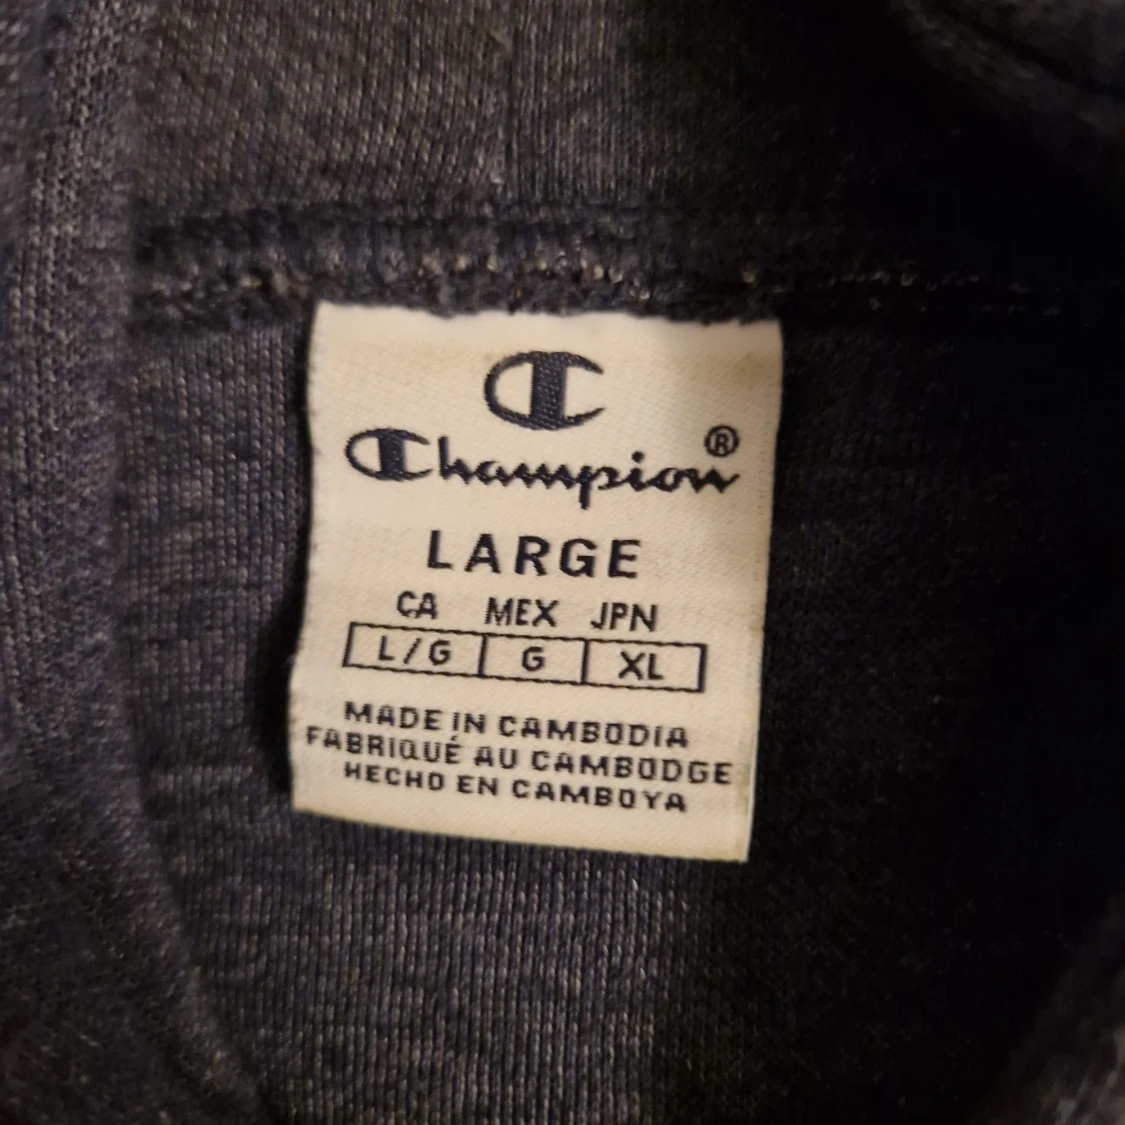 C
Champion®
LARGE
CA MEX JPN
L/G G XL
MADE IN CAMBODIA
FABRIQUÉ AU CAMBODGE
HECHO EN CAMBOYA